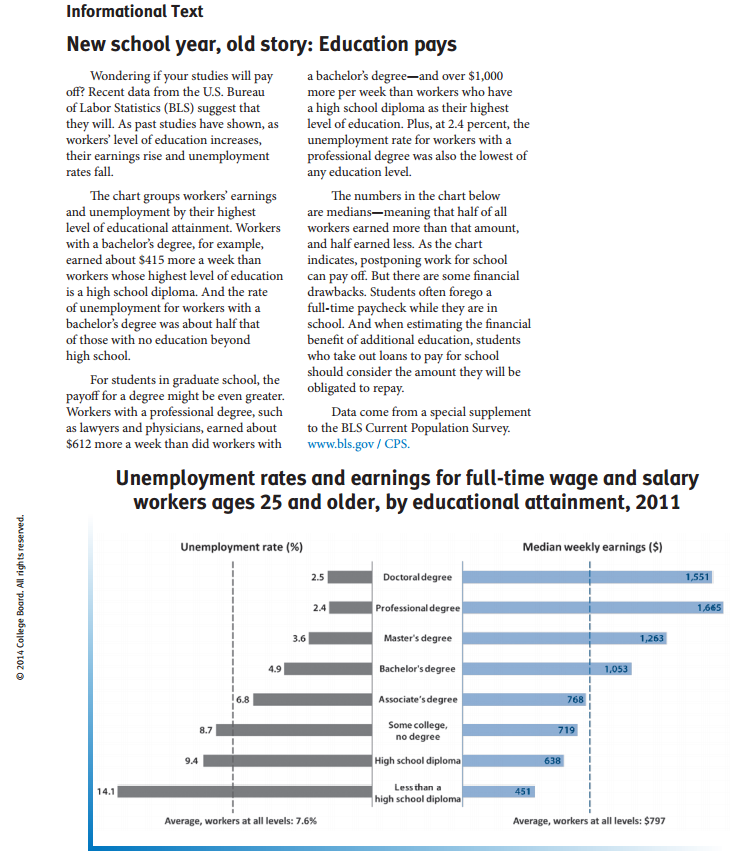 Informational Text
New school year, old story: Education pays
Wondering if your studies will pay
off? Recent data from the U.S. Bureau
of Labor Statistics (BLS) suggest that
they will. As past studies have shown, as
workers' level of education increases,
their earnings rise and unemployment
rates fall.
The chart groups workers' earnings
and unemployment by their highest
level of educational attainment. Workers
with a bachelor's degree, for example,
earned about $415 more a week than
workers whose highest level of education
is a high school diploma. And the rate
of unemployment for workers with a
bachelor's degree was about half that
of those with no education beyond
high school.
For students in graduate school, the
payoff for a degree might be even greater.
Workers with a professional degree, such
as lawyers and physicians, earned about
$612 more a week than did workers with
a bachelor's degree—and over $1,000
more per week than workers who have
a high school diploma as their highest
level of education. Plus, at 2.4 percent, the
unemployment rate for workers with a
professional degree was also the lowest of
any education level.
The numbers in the chart below
are medians—meaning that half of all
workers earned more than that amount,
and half earned less. As the chart
indicates, postponing work for school
can pay off. But there are some financial
drawbacks. Students often forego a
full-time paycheck while they are in
school. And when estimating the financial
benefit of additional education, students
who take out loans to pay for school
should consider the amount they will be
obligated to repay.
Data come from a special supplement
to the BLS Current Population Survey.
www.bls.gov / CPS.
Unemployment rates and earnings for full-time wage and salary
workers ages 25 and older, by educational attainment, 2011
Unemployment rate (%) Median weekly earnings ($)
2.5 Doctoral degree 1,551
2.4 Professional degree 1,665
3.6 Master's degree 1,263
4.9 Bachelor's degree 1,053
6.8 Associate's degree 768
8.7 Some college, 719
no degree
9.4 High school diploma 638
14.1 Less than a 451
high school diploma
Average, workers at all levels: 7.6% Average, workers at all levels: $797
© 2014 College Board. All rights reserved.